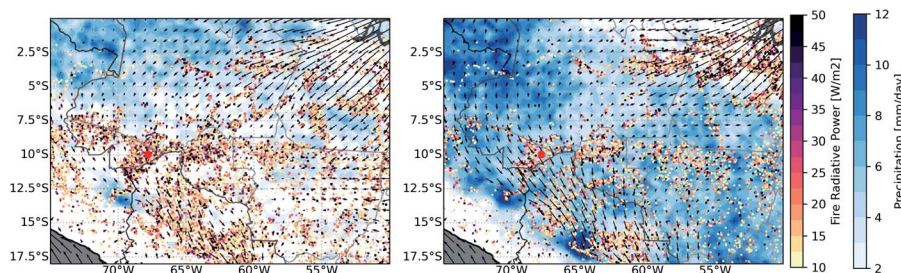 2.5°S
5°S
7.5°S
10°S
12.5°S
15°S
17.5°S
70°W 65°W 60°W 55°W
2.5°S
5°S
7.5°S
10°S
12.5°S
15°S
17.5°S
70°W 65°W 60°W 55°W
50
45
40
35
30
25
20
15
10
Fire Radiative Power [W/m2]
12
10
8
6
4
2
Precipitation [mm/day]